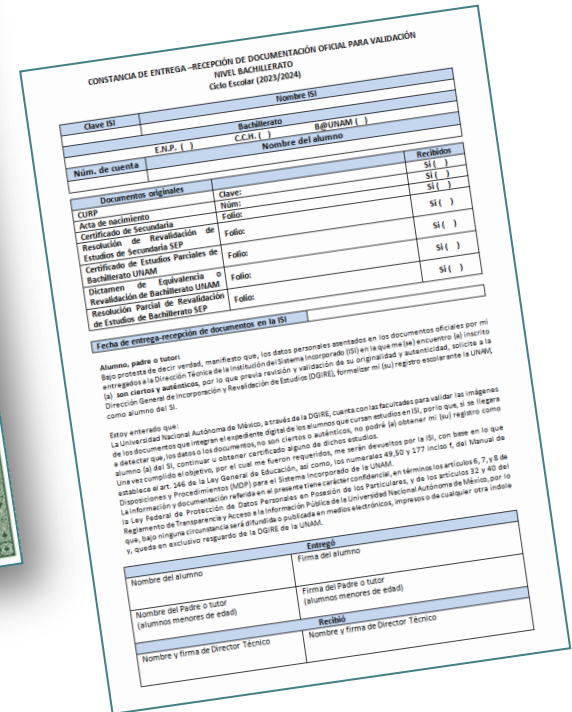 CONSTANCIA DE ENTREGA –RECEPCIÓN DE DOCUMENTACIÓN OFICIAL PARA VALIDACIÓN
NIVEL BACHILLERATO
Ciclo Escolar (2023/2024)
Clave ISI Nombre ISI
Bachillerato
E.N.P. ( ) C.C.H. ( ) B@UNAM ( )
Núm. de cuenta Nombre del alumno
Documentos originales Recibidos
CURP Clave: Si ( )
Acta de nacimiento Núm: Si ( )
Certificado de Secundaria Folio: Si ( )
Resolución de Revalidación de
Estudios de Secundaria SEP Folio: Si ( )
Certificado de Estudios Parciales de
Bachillerato UNAM Folio: Si ( )
Dictamen de Equivalencia o
Revalidación de Bachillerato UNAM Folio: Si ( )
Resolución Parcial de Revalidación
de Estudios de Bachillerato SEP Folio: Si ( )
Fecha de entrega-recepción de documentos en la ISI
Alumno, padre o tutor:
Bajo protesta de decir verdad, manifiesto que, los datos personales asentados en los documentos oficiales por mi
entregados a la Dirección Técnica de la Institución del Sistema Incorporado (ISI) en la que me (se) encuentro (a) inscrito
(a) son ciertos y auténticos, por lo que previa revisión y validación de su originalidad y autenticidad, solicite a la
Dirección General de Incorporación y Revalidación de Estudios (DGIRE), formalizar mi (su) registro escolar ante la UNAM,
como alumno del SI.
Estoy enterado que:
La Universidad Nacional Autónoma de México, a través de la DGIRE, cuenta con las facultades para validar las imágenes
de los documentos que integran el expediente digital de los alumnos que cursan estudios en ISI, por lo que, si se llegara
a detectar que, los datos o los documentos, no son ciertos o auténticos, no podré (a) obtener mi (su) registro como
alumno (a) del SI, continuar u obtener certificado alguno de dichos estudios.
Una vez cumplido el objetivo, por el cual me fueron requeridos, me serán devueltos por la ISI, con base en lo que
establece el art. 146 de la Ley General de Educación, así como, los numerales 49,50 y 177 inciso f, del Manual de
Disposiciones y Procedimientos (MDP) para el Sistema Incorporado de la UNAM.
La información y documentación referida en el presente tiene carácter confidencial, en términos los artículos 6, 7, y 8 de
la Ley Federal de Protección de Datos Personales en Posesión de los Particulares, y de los artículos 32 y 40 del
Reglamento de Transparencia y Acceso a la Información Pública de la Universidad Nacional Autónoma de México, por lo
que, bajo ninguna circunstancia será difundida o publicada en medios electrónicos, impresos o de cualquier otra índole
y, queda en exclusivo resguardo de la DGIRE de la UNAM.
Entregó
Nombre del alumno Firma del alumno
Nombre del Padre o tutor Firma del Padre o tutor
(alumnos menores de edad) (alumnos menores de edad)
Recibió
Nombre y firma de Director Técnico Nombre y firma de Director Técnico